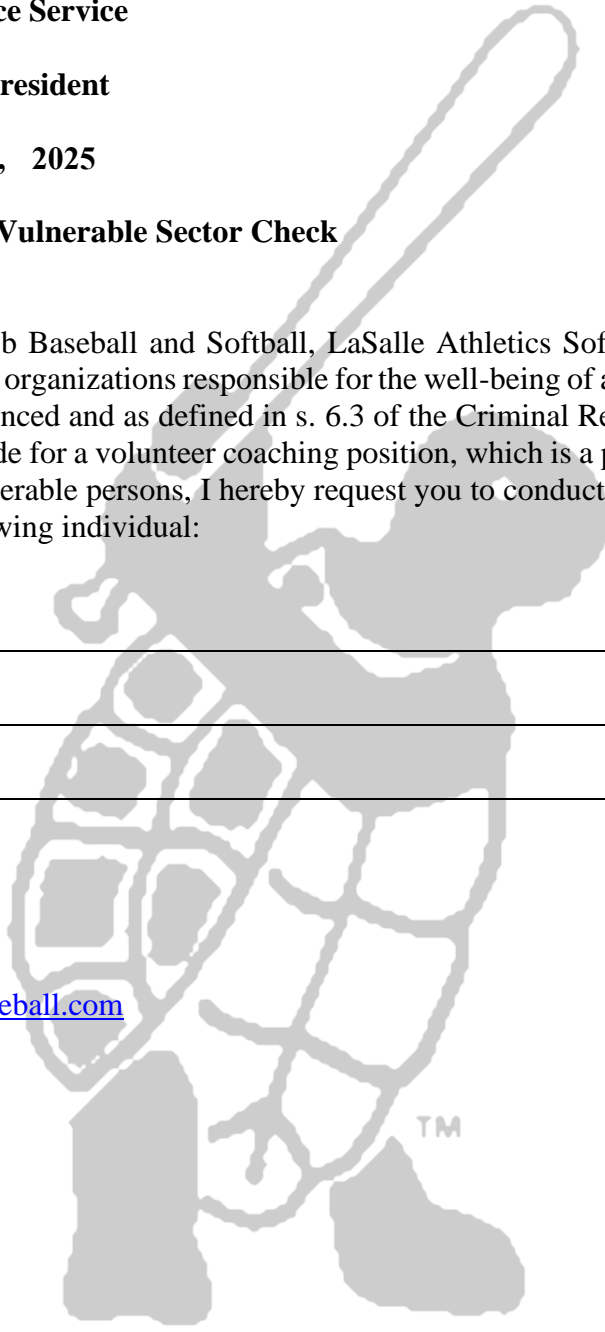 ce Service
resident
, 2025
Vulnerable Sector Check
b Baseball and Softball, LaSalle Athletics Sof
organizations responsible for the well-being of a
nced and as defined in s. 6.3 of the Criminal Re
de for a volunteer coaching position, which is a p
erable persons, I hereby request you to conduct
wing individual:
eball.com
TM